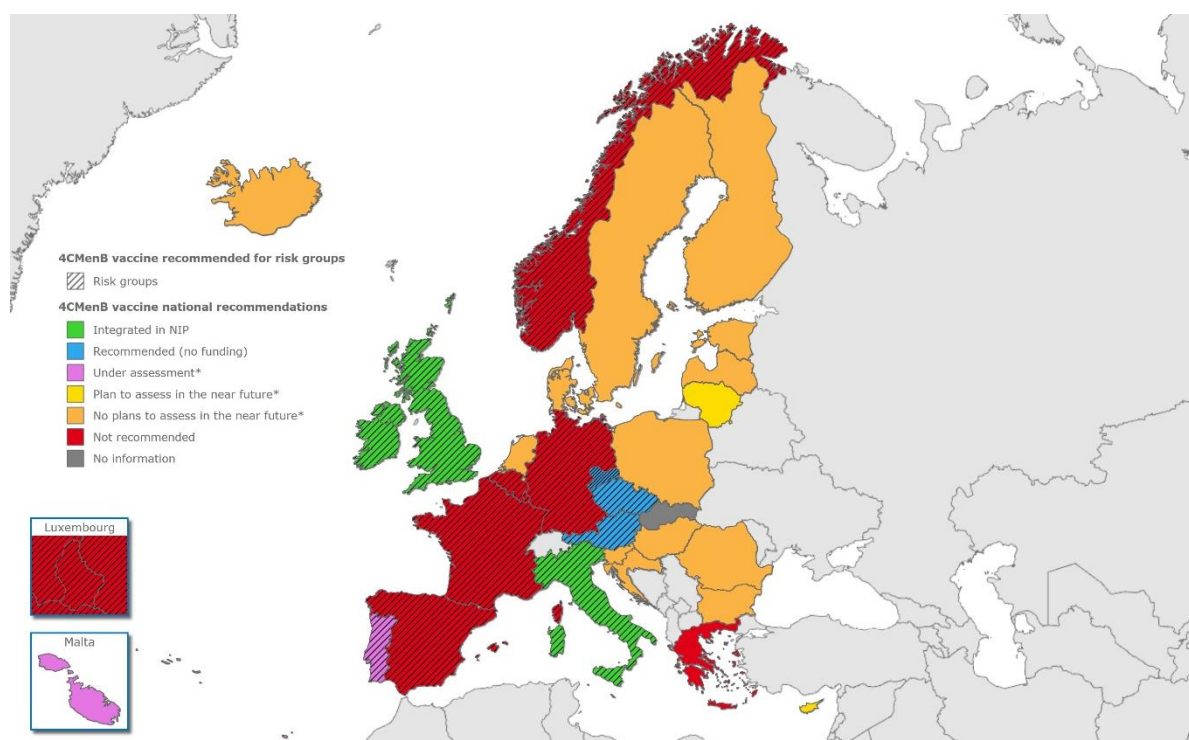 4CMenB vaccine recommended for risk groups
Risk groups
4CMenB vaccine national recommendations
Integrated in NIP
Recommended (no funding)
Under assessment*
Plan to assess in the near future*
No plans to assess in the near future*
Not recommended
No information
Luxembourg
Malta